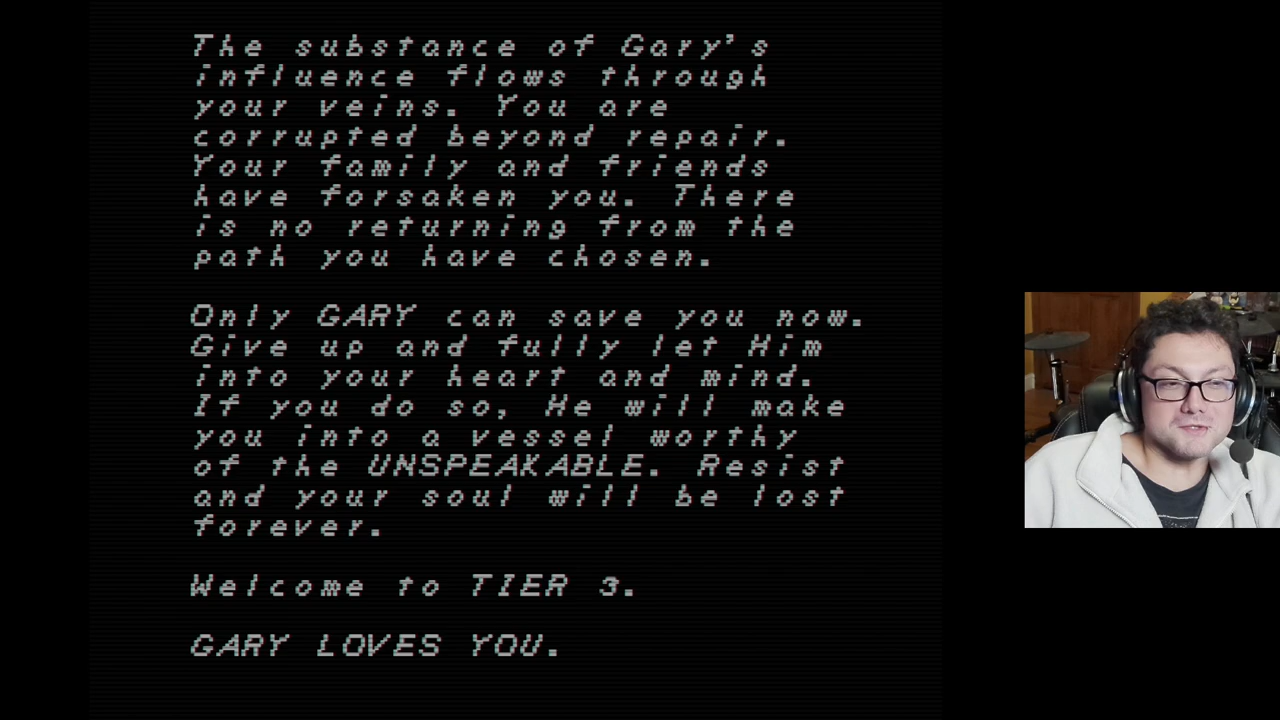 The substance of Gary's
influence flows through
your veins. You are
corrupted beyond repair.
Your family and friends
have forsaken you. There
is no returning from the
path you have chosen.
Only GARY can save you now.
Give up and fully let Him
into your heart and mind.
If you do so, He will make
you into a vessel worthy
of the UNSPEAKABLE. Resist
and your soul will be lost
forever.
Welcome to TIER 3.
GARY LOVES YOU.